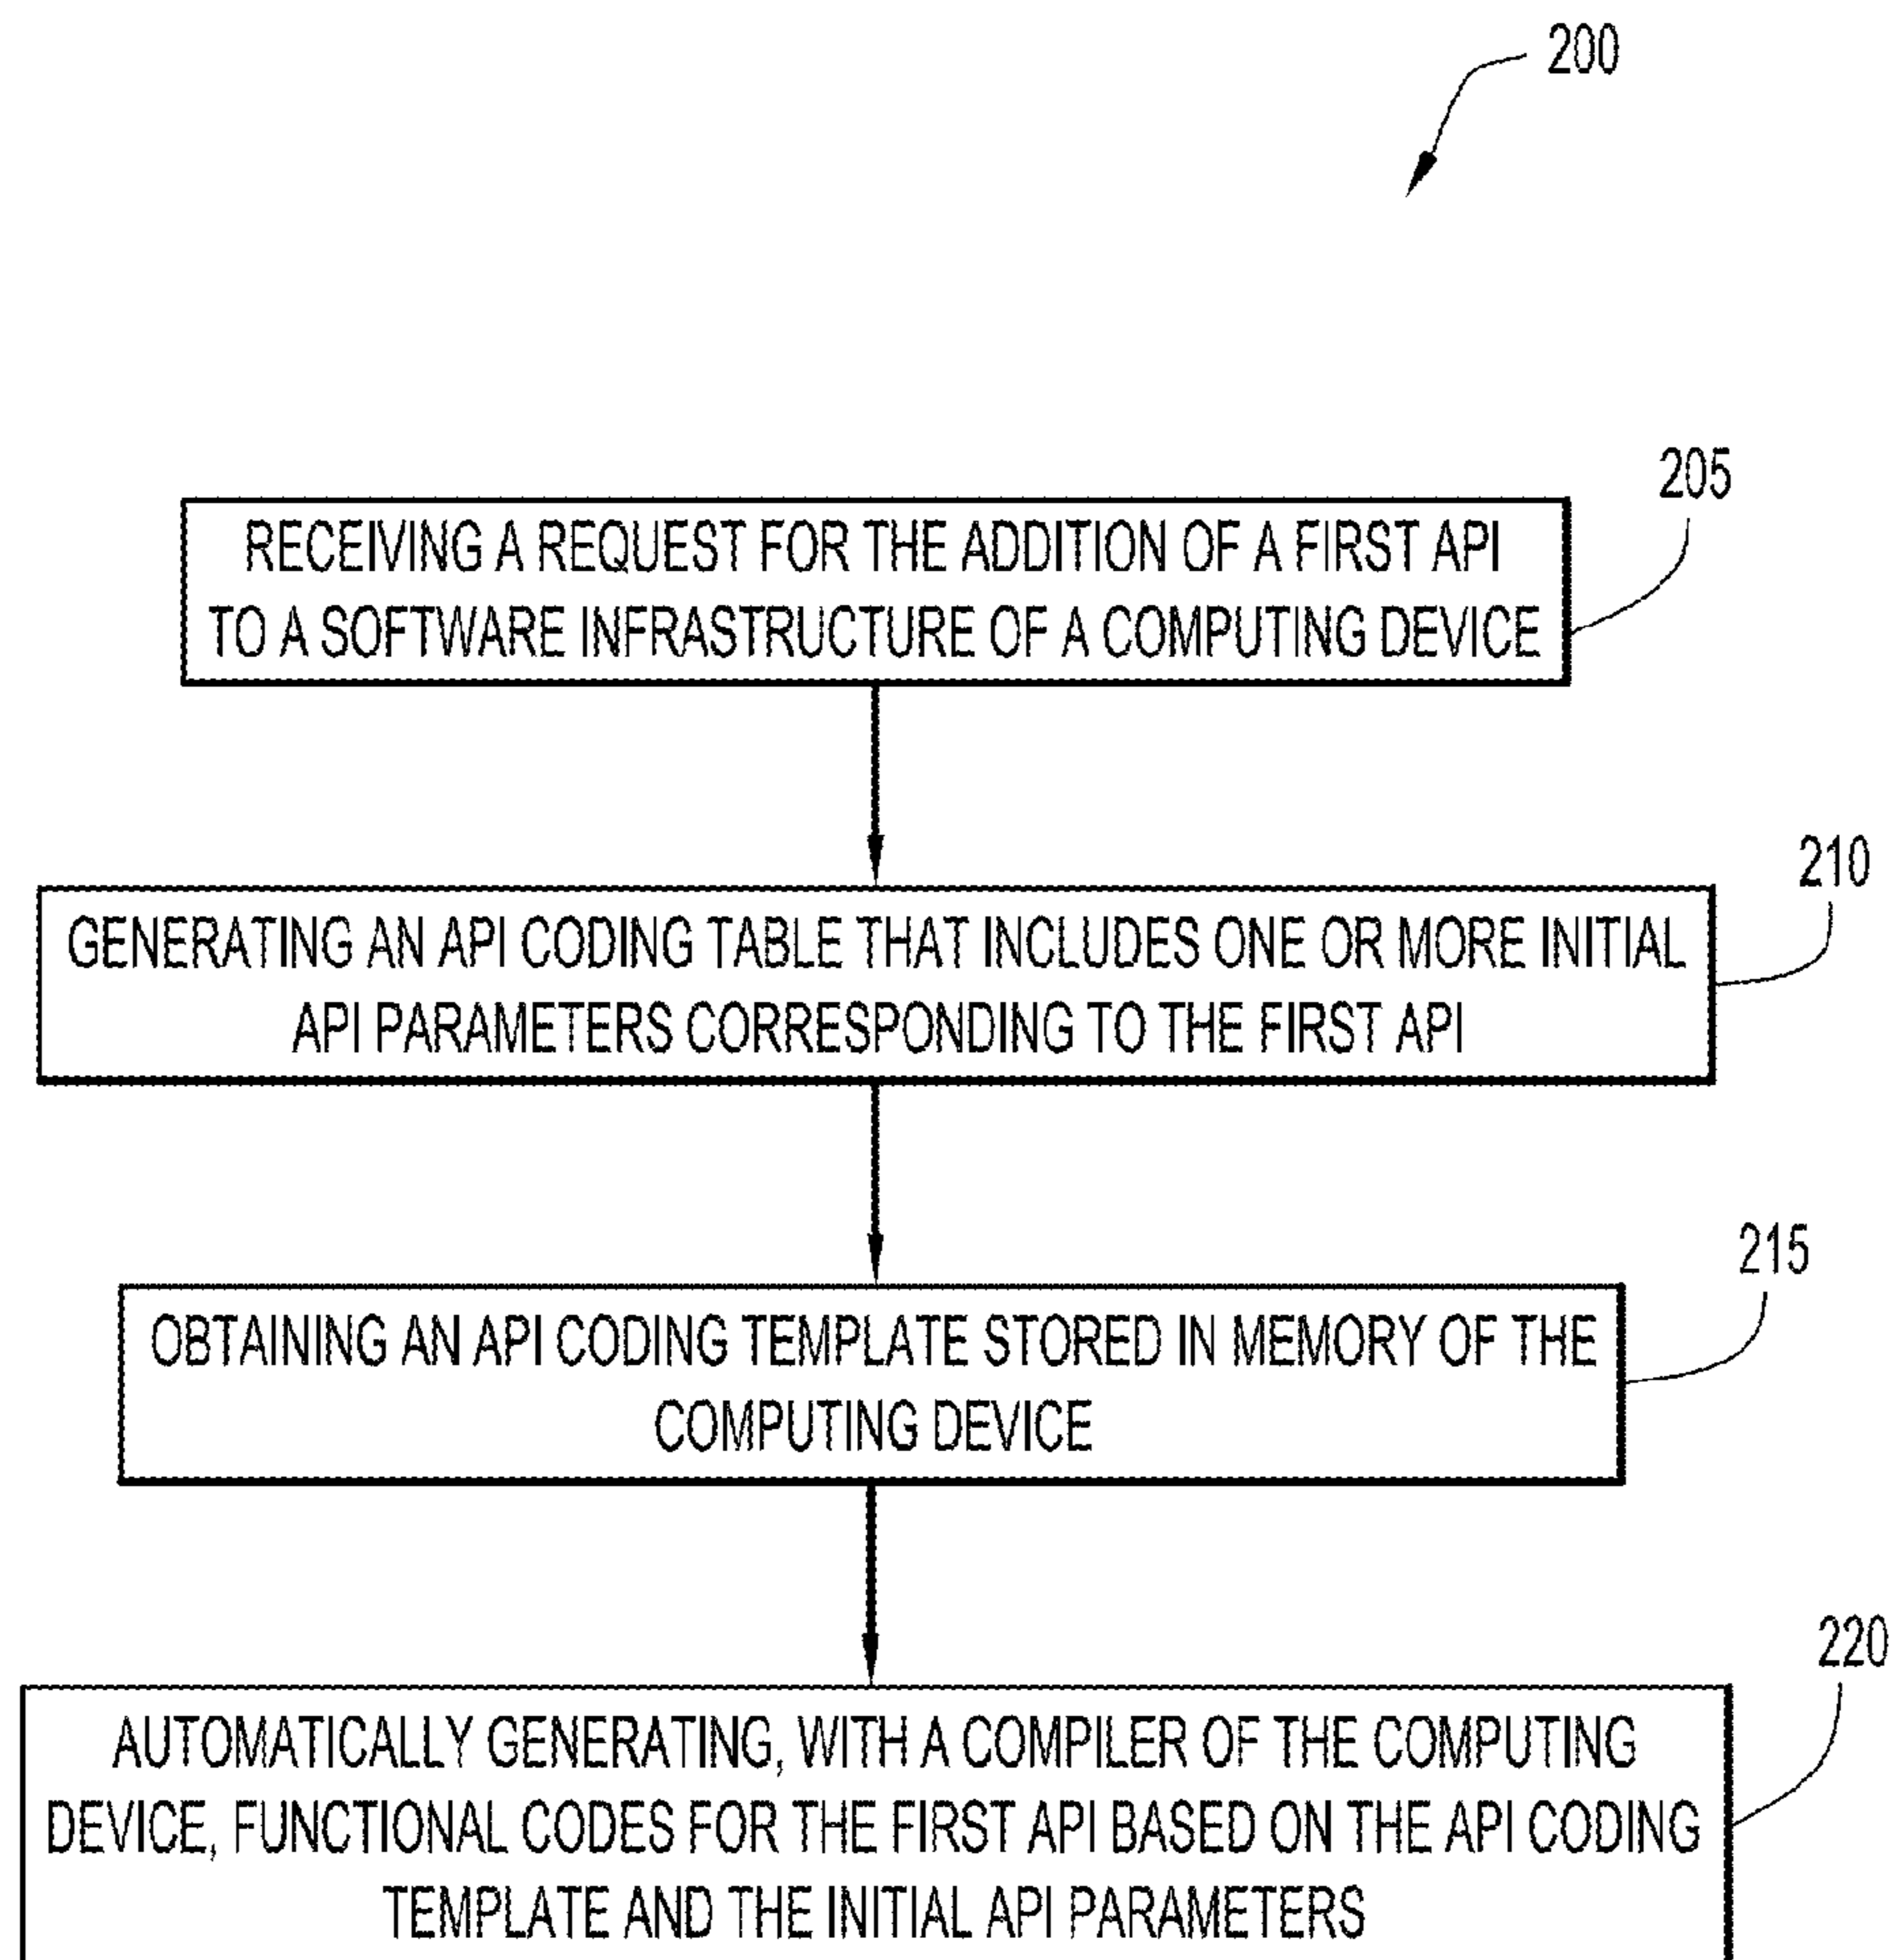 200
205
RECEIVING A REQUEST FOR THE ADDITION OF A FIRST API
TO A SOFTWARE INFRASTRUCTURE OF A COMPUTING DEVICE
210
GENERATING AN API CODING TABLE THAT INCLUDES ONE OR MORE INITIAL
API PARAMETERS CORRESPONDING TO THE FIRST API
215
OBTAINING AN API CODING TEMPLATE STORED IN MEMORY OF THE
COMPUTING DEVICE
220
AUTOMATICALLY GENERATING, WITH A COMPILER OF THE COMPUTING
DEVICE, FUNCTIONAL CODES FOR THE FIRST API BASED ON THE API CODING
TEMPLATE AND THE INITIAL API PARAMETERS